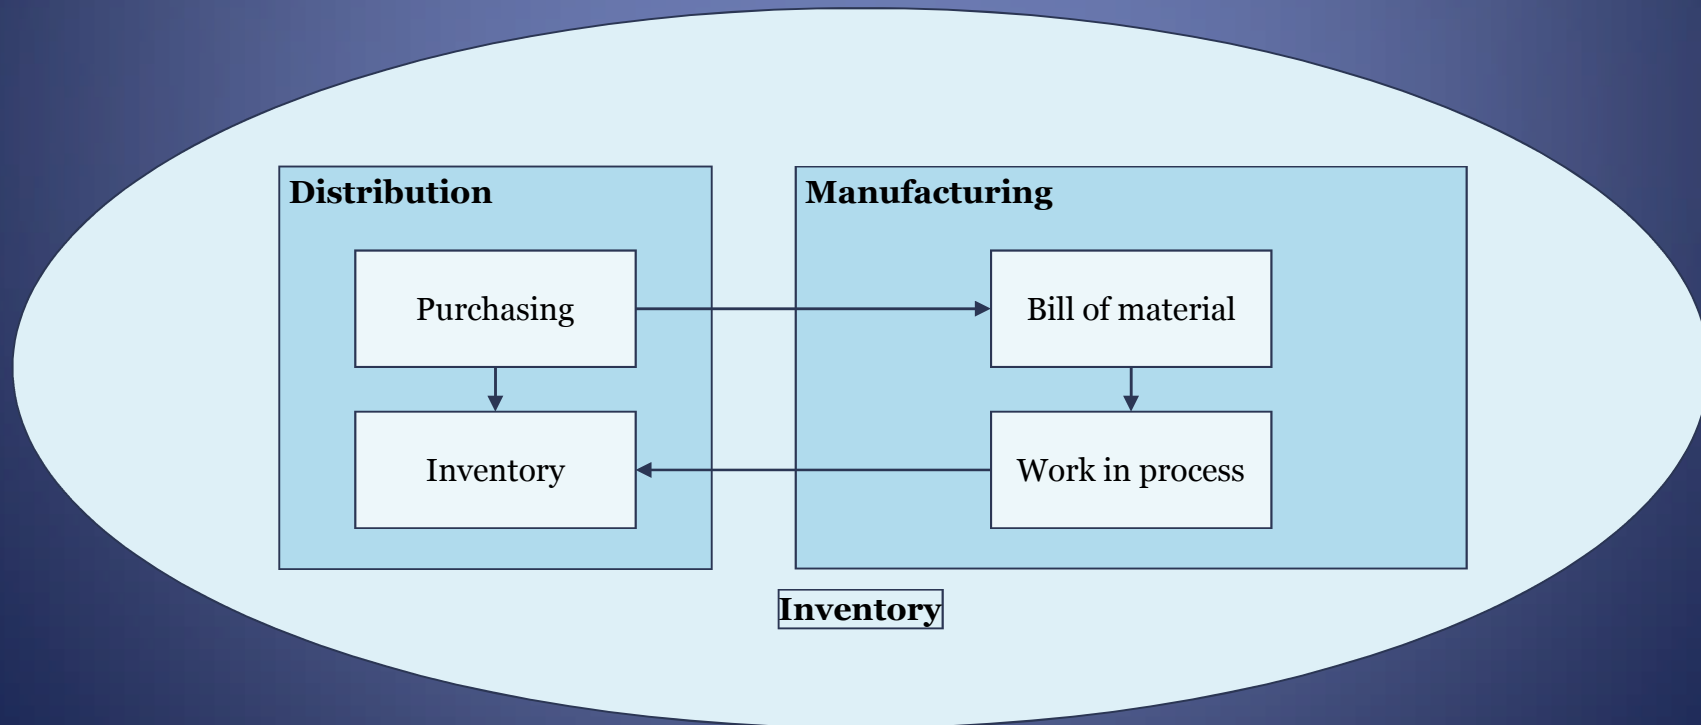 Distribution
Manufacturing
Purchasing
Bill of material
Inventory
Work in process
Inventory